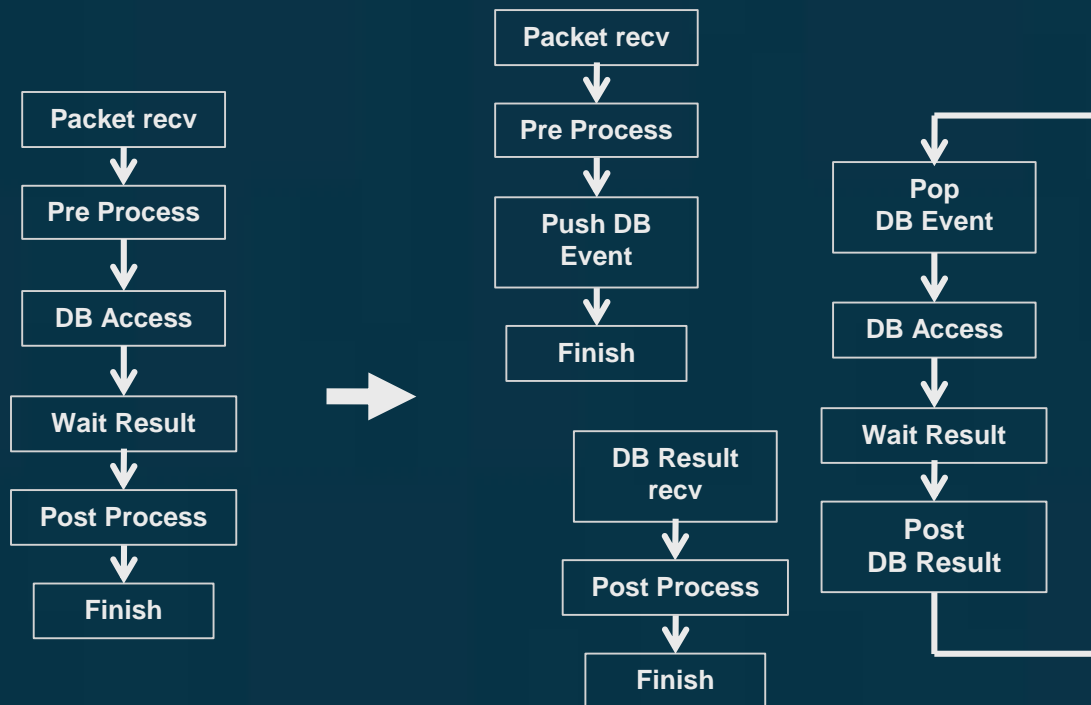 Packet recv
Pre Process
DB Access
Wait Result
Post Process
Finish
Packet recv
Pre Process
Push DB
Event
Finish
DB Result
recv
Post Process
Finish
Pop
DB Event
DB Access
Wait Result
Post
DB Result